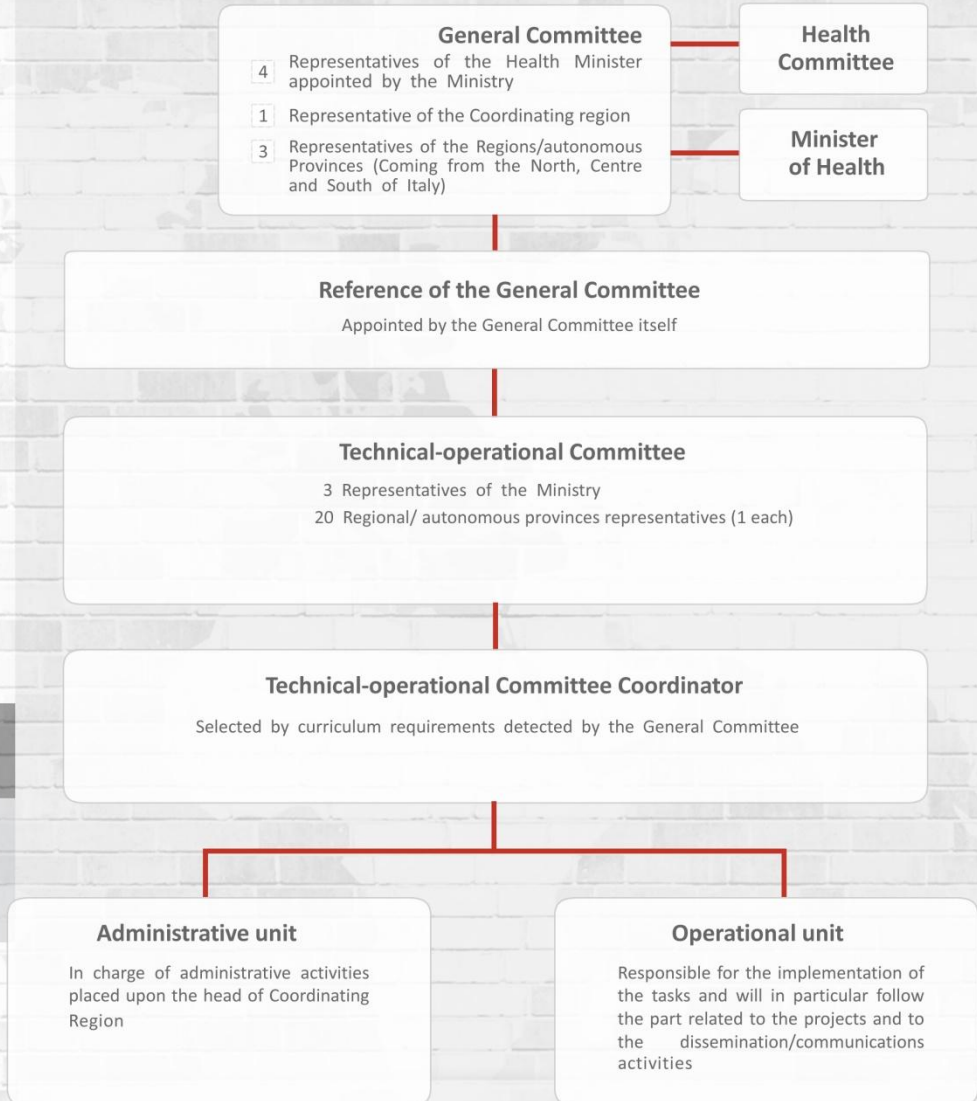 General Committee
4 Representatives of the Health Minister
appointed by the Ministry
1 Representative of the Coordinating region
3 Representatives of the Regions/autonomous
Provinces (Coming from the North, Centre
and South of Italy)
Health
Committee
Minister
of Health
Reference of the General Committee
Appointed by the General Committee itself
Technical-operational Committee
3 Representatives of the Ministry
20 Regional/ autonomous provinces representatives (1 each)
Technical-operational Committee Coordinator
Selected by curriculum requirements detected by the General Committee
Administrative unit
In charge of administrative activities
placed upon the head of Coordinating
Region
Operational unit
Responsible for the implementation of
the tasks and will in particular follow
the part related to the projects and to
the dissemination/communications
activities